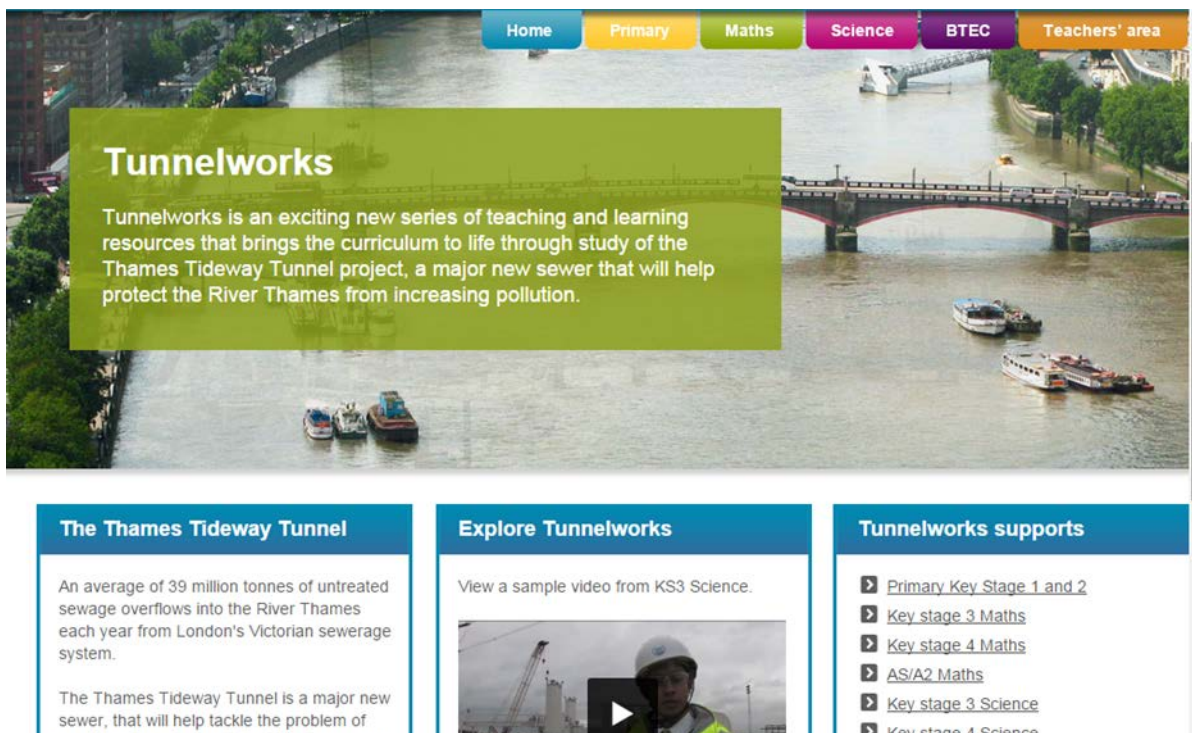 Home Primary Maths Science BTEC Teachers' area
Tunnelworks
Tunnelworks is an exciting new series of teaching and learning
resources that brings the curriculum to life through study of the
Thames Tideway Tunnel project, a major new sewer that will help
protect the River Thames from increasing pollution.
The Thames Tideway Tunnel
An average of 39 million tonnes of untreated
sewage overflows into the River Thames
each year from London's Victorian sewerage
system.
The Thames Tideway Tunnel is a major new
sewer, that will help tackle the problem of
Explore Tunnelworks
View a sample video from KS3 Science.
Tunnelworks supports
Primary Key Stage 1 and 2
Key stage 3 Maths
Key stage 4 Maths
AS/A2 Maths
Key stage 3 Science
Key stage 4 Science